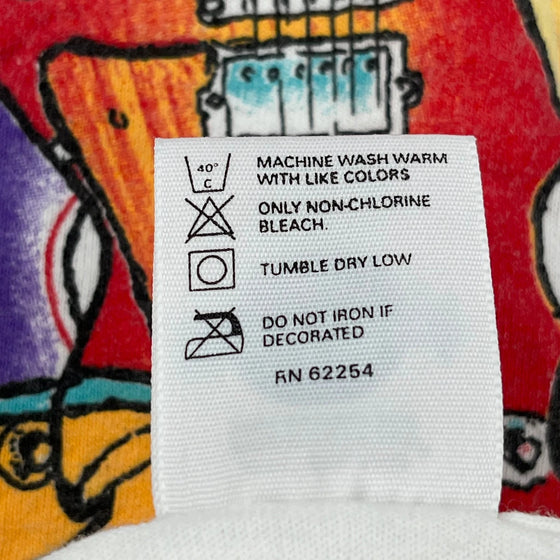 40°
C
MACHINE WASH WARM
WITH LIKE COLORS
ONLY NON-CHLORINE
BLEACH.
TUMBLE DRY LOW
DO NOT IRON IF
DECORATED
RN 62254